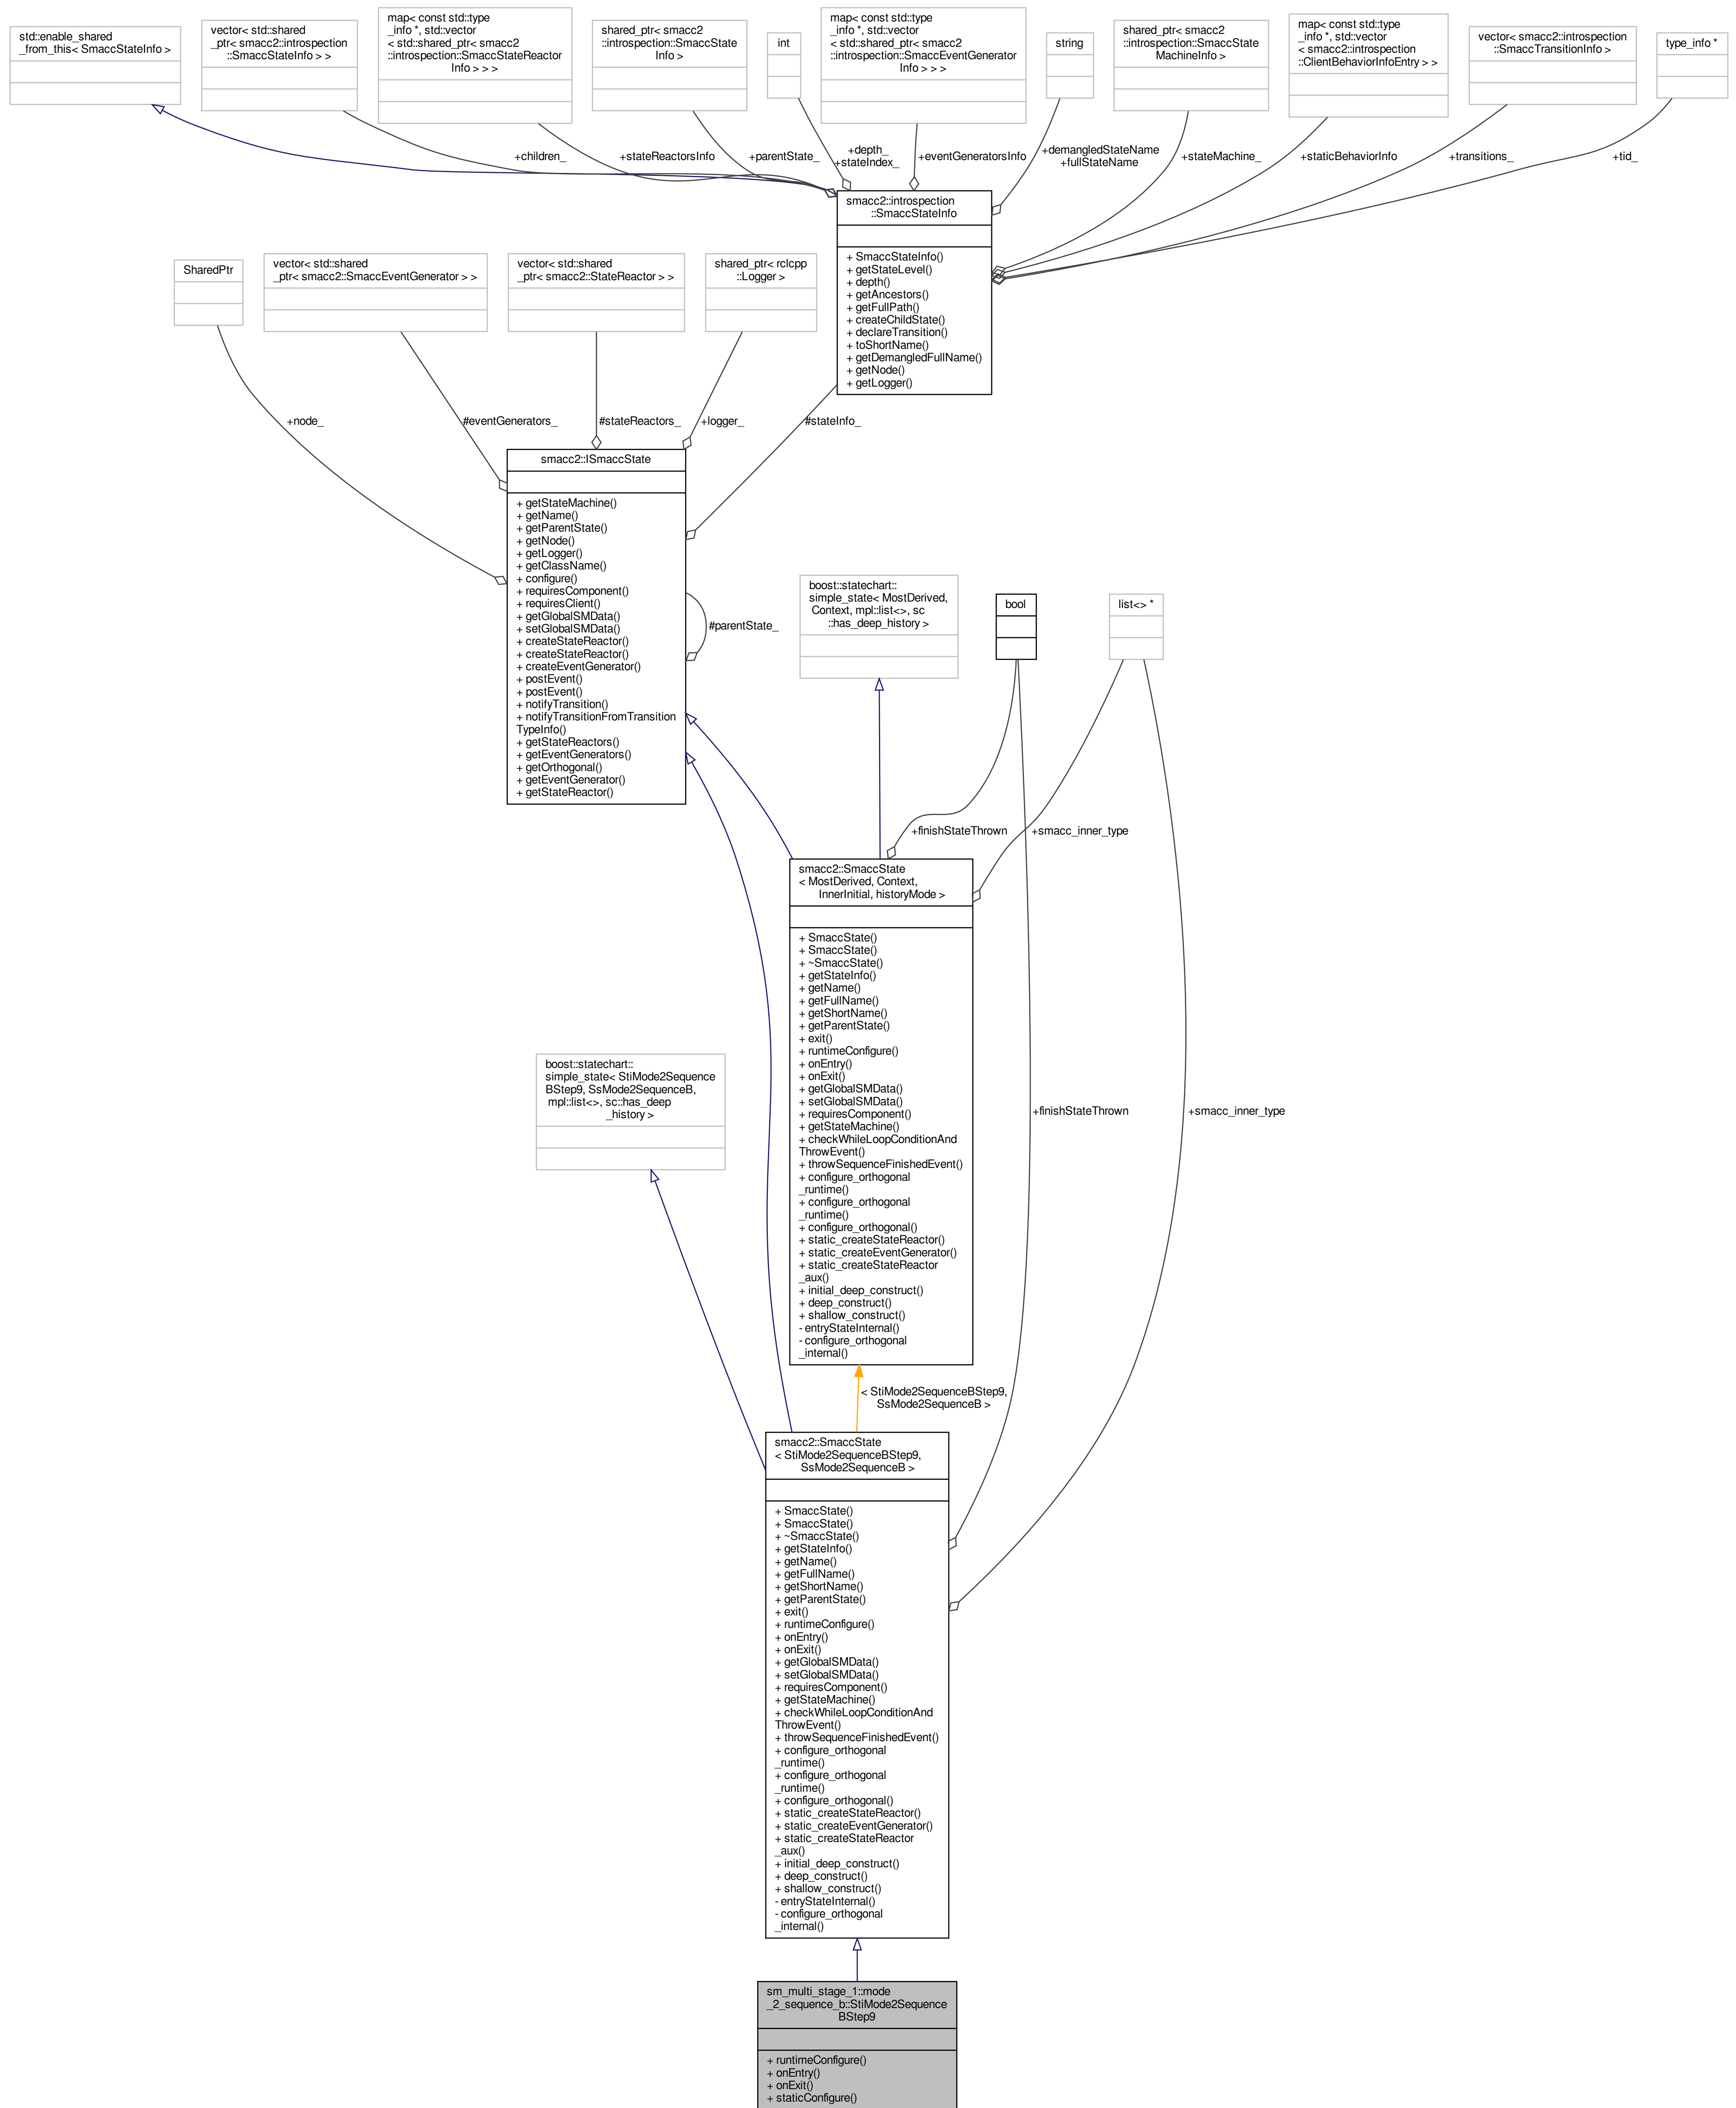 std::enable_shared
_from_this< SmaccStateInfo >
vector< std::shared
_ptr< smacc2::introspection
::SmaccStateInfo > >
map< const std::type
_info *, std::vector
< std::shared_ptr< smacc2
::introspection::SmaccStateReactor
Info > > >
shared_ptr< smacc2
::introspection::SmaccState
Info >
int
map< const std::type
_info *, std::vector
< std::shared_ptr< smacc2
::introspection::SmaccEventGenerator
Info > > >
string
shared_ptr< smacc2
::introspection::SmaccState
MachineInfo >
map< const std::type
_info *, std::vector
< smacc2::introspection
::ClientBehaviorInfoEntry > >
vector< smacc2::introspection
::SmaccTransitionInfo >
type_info *
+children_
+stateReactorsInfo
+parentState_
+depth_
+stateIndex_
+eventGeneratorsInfo
+demangledStateName
+fullStateName
+stateMachine_
+staticBehaviorInfo
+transitions_
+tid_
smacc2::introspection
::SmaccStateInfo
+ SmaccStateInfo()
+ getStateLevel()
+ depth()
+ getAncestors()
+ getFullPath()
+ createChildState()
+ declareTransition()
+ toShortName()
+ getDemangledFullName()
+ getNode()
+ getLogger()
SharedPtr
vector< std::shared
_ptr< smacc2::SmaccEventGenerator > >
vector< std::shared
_ptr< smacc2::StateReactor > >
shared_ptr< rclcpp
::Logger >
+node_
#eventGenerators_
#stateReactors_
+logger_
#stateInfo_
smacc2::ISmaccState
+ getStateMachine()
+ getName()
+ getParentState()
+ getNode()
+ getLogger()
+ getClassName()
+ configure()
+ requiresComponent()
+ requiresClient()
+ getGlobalSMData()
+ setGlobalSMData()
+ createStateReactor()
+ createStateReactor()
+ createEventGenerator()
+ postEvent()
+ postEvent()
+ notifyTransition()
+ notifyTransitionFromTransition
TypeInfo()
+ getStateReactors()
+ getEventGenerators()
+ getOrthogonal()
+ getEventGenerator()
+ getStateReactor()
#parentState_
boost::statechart::
simple_state< MostDerived,
Context, mpl::list<>, sc
::has_deep_history >
bool
list<> *
+finishStateThrown
+smacc_inner_type
smacc2::SmaccState
< MostDerived, Context,
InnerInitial, historyMode >
+ SmaccState()
+ SmaccState()
+ ~SmaccState()
+ getStateInfo()
+ getName()
+ getFullName()
+ getShortName()
+ getParentState()
+ exit()
+ runtimeConfigure()
+ onEntry()
+ onExit()
+ getGlobalSMData()
+ setGlobalSMData()
+ requiresComponent()
+ getStateMachine()
+ checkWhileLoopConditionAnd
ThrowEvent()
+ throwSequenceFinishedEvent()
+ configure_orthogonal
_runtime()
+ configure_orthogonal
_runtime()
+ configure_orthogonal()
+ static_createStateReactor()
+ static_createEventGenerator()
+ static_createStateReactor
_aux()
+ initial_deep_construct()
+ deep_construct()
+ shallow_construct()
- entryStateInternal()
- configure_orthogonal
_internal()
boost::statechart::
simple_state< StiMode2Sequence
BStep9, SsMode2SequenceB,
mpl::list<>, sc::has_deep
_history >
+finishStateThrown
+smacc_inner_type
< StiMode2SequenceBStep9,
SsMode2SequenceB >
smacc2::SmaccState
< StiMode2SequenceBStep9,
SsMode2SequenceB >
+ SmaccState()
+ SmaccState()
+ ~SmaccState()
+ getStateInfo()
+ getName()
+ getFullName()
+ getShortName()
+ getParentState()
+ exit()
+ runtimeConfigure()
+ onEntry()
+ onExit()
+ getGlobalSMData()
+ setGlobalSMData()
+ requiresComponent()
+ getStateMachine()
+ checkWhileLoopConditionAnd
ThrowEvent()
+ throwSequenceFinishedEvent()
+ configure_orthogonal
_runtime()
+ configure_orthogonal
_runtime()
+ configure_orthogonal()
+ static_createStateReactor()
+ static_createEventGenerator()
+ static_createStateReactor
_aux()
+ initial_deep_construct()
+ deep_construct()
+ shallow_construct()
- entryStateInternal()
- configure_orthogonal
_internal()
sm_multi_stage_1::mode
_2_sequence_b::StiMode2Sequence
BStep9
+ runtimeConfigure()
+ onEntry()
+ onExit()
+ staticConfigure()